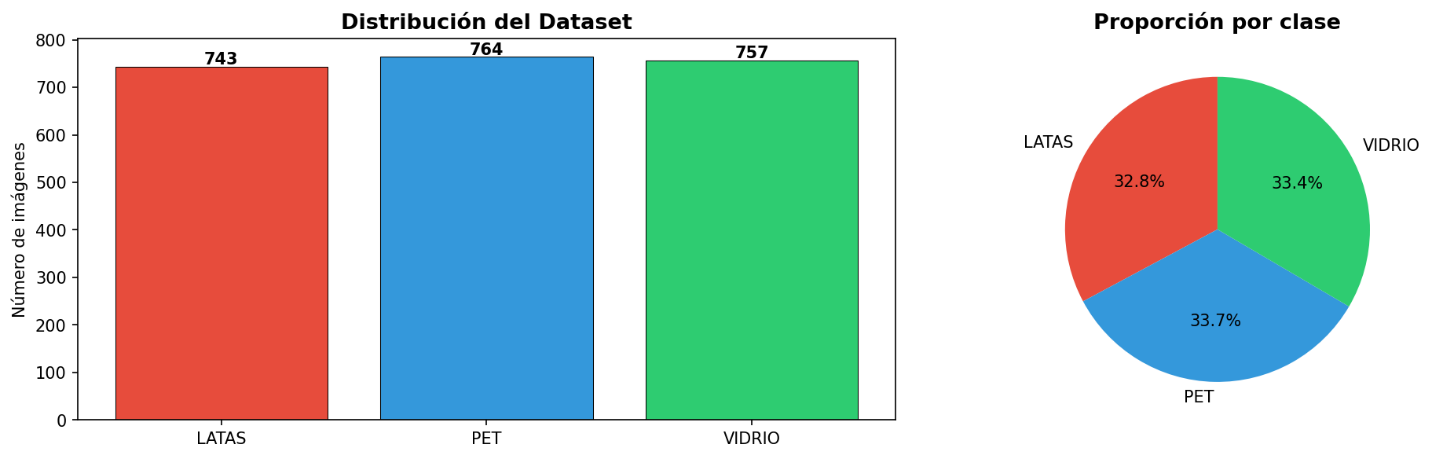 Distribución del Dataset
Número de imágenes
800
700
600
500
400
300
200
100
0
743
764
757
LATAS
PET
VIDRIO
Proporción por clase
LATAS
32.8%
VIDRIO
33.4%
33.7%
PET